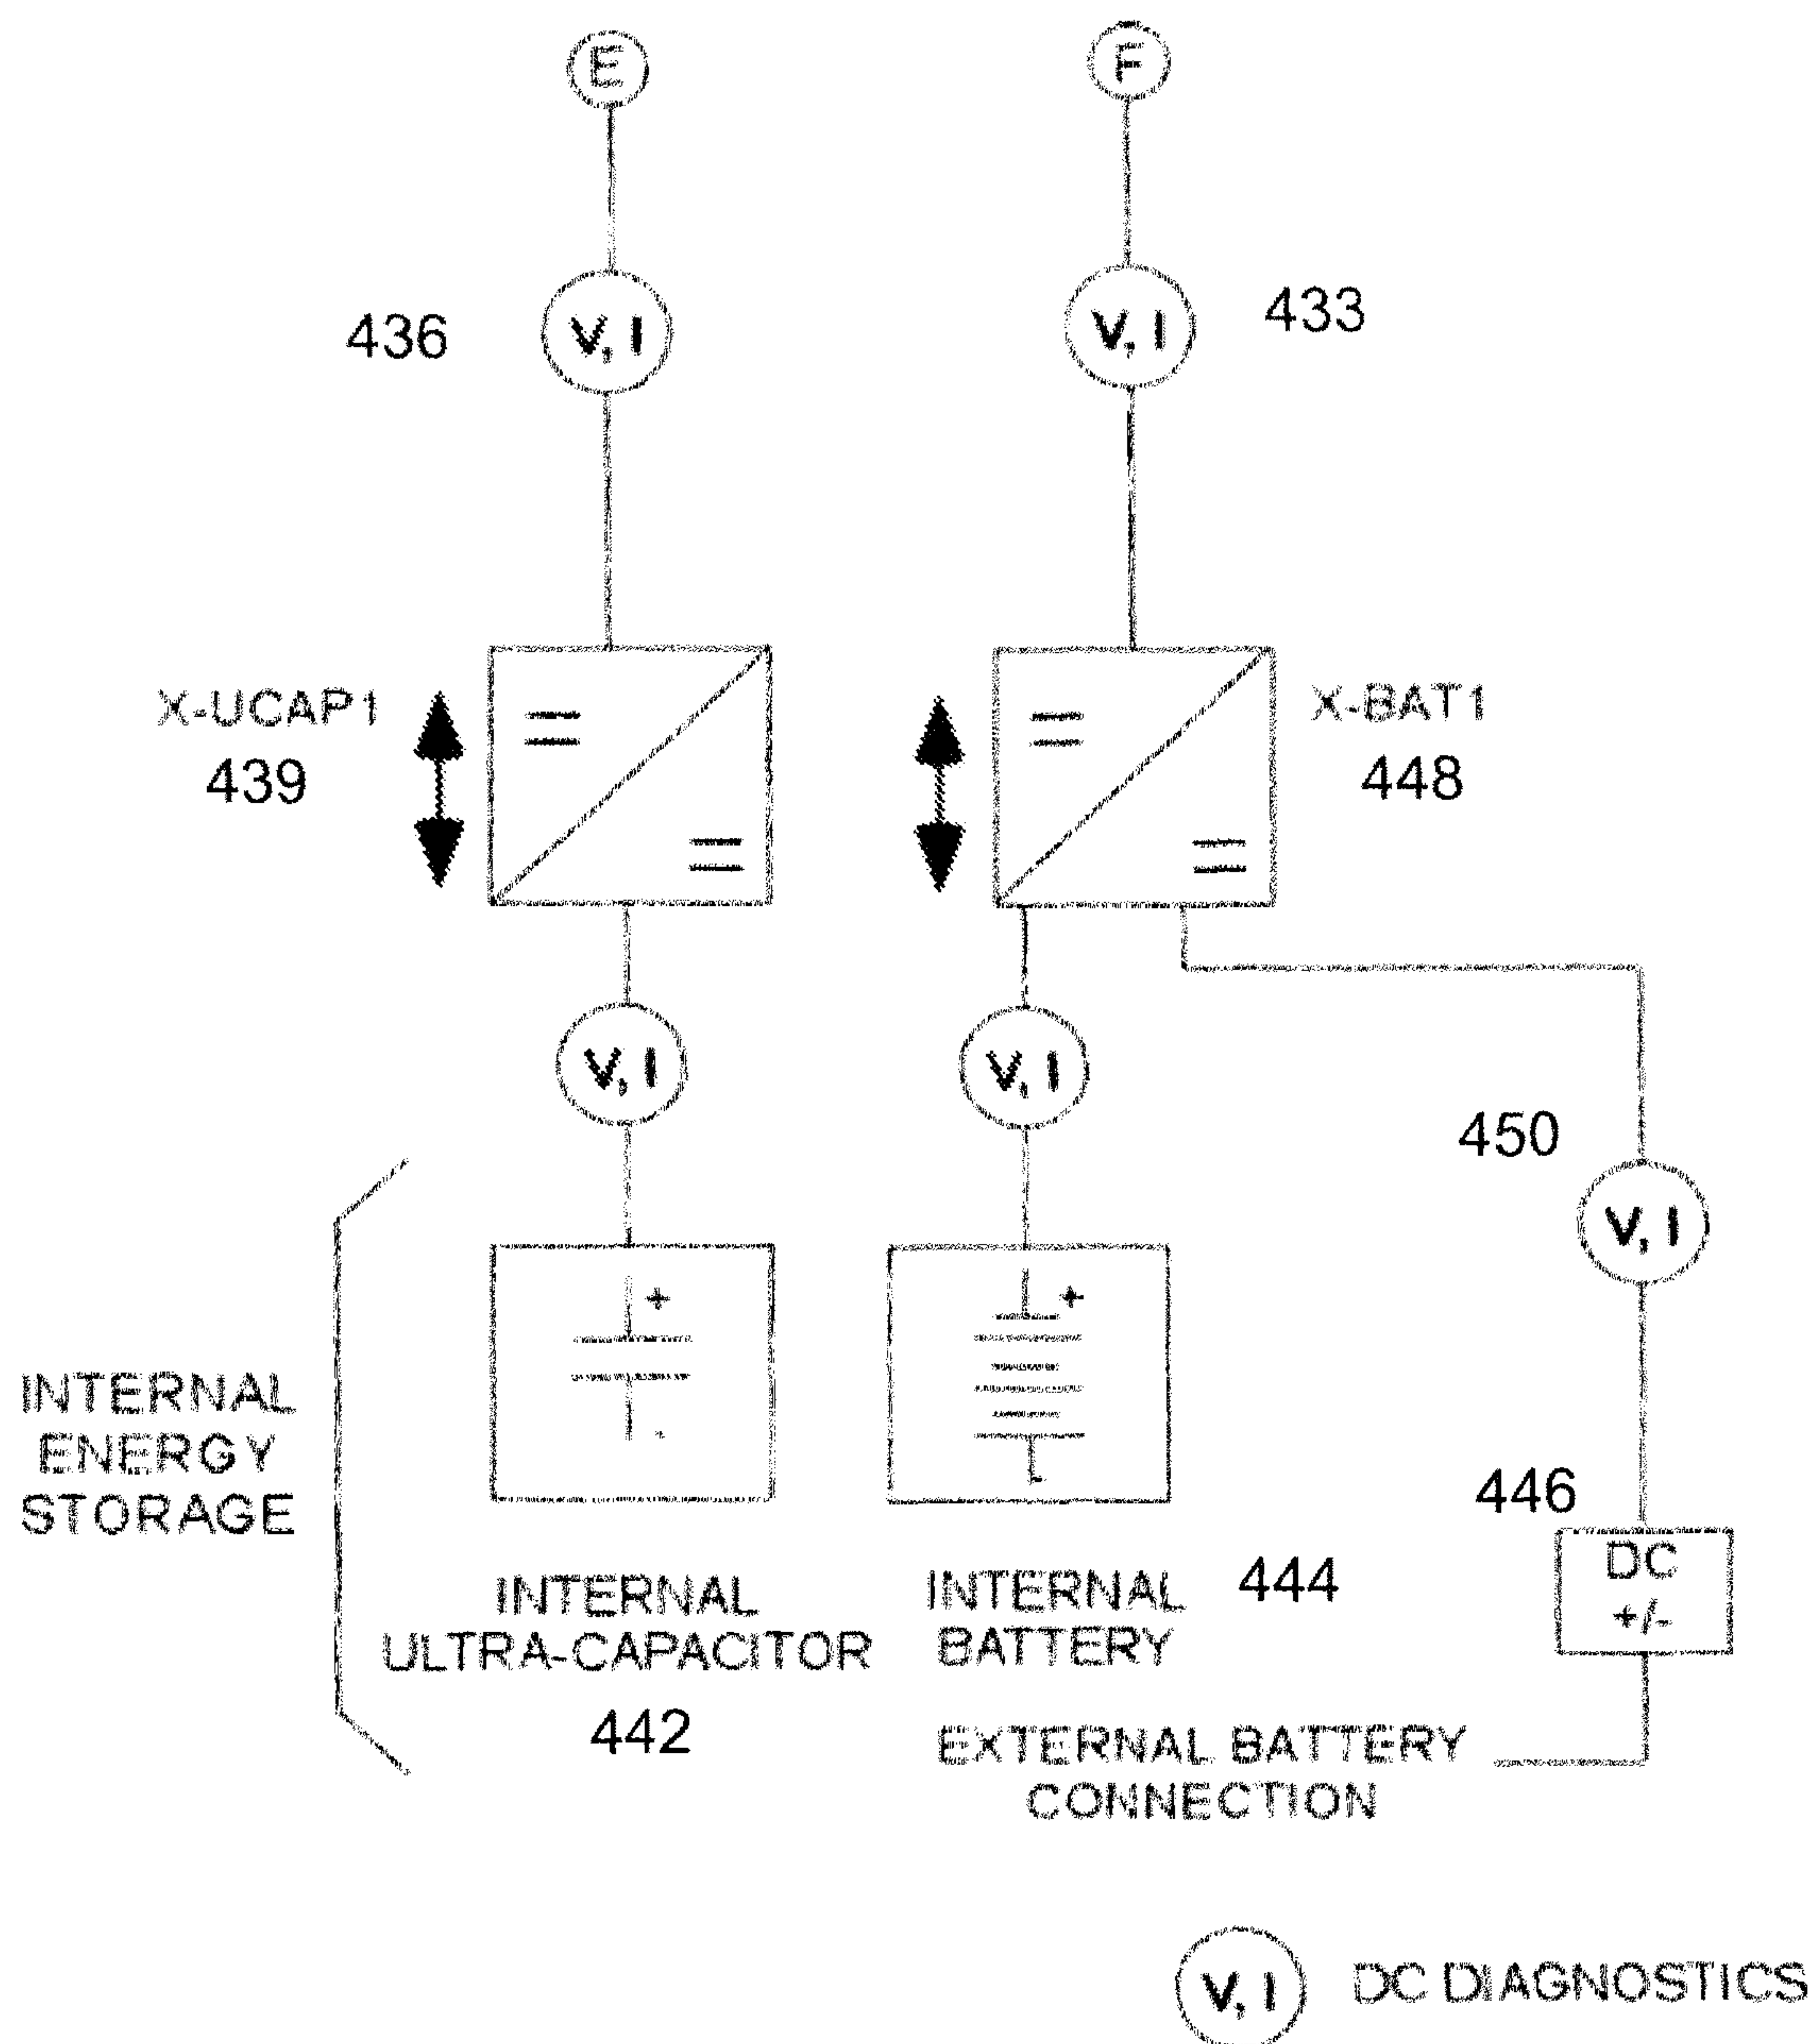 E
F
436
V, I
V, I
433
X-UCAP1
439
X-BAT1
448
V, I
V, I
450
V, I
+
-
+
-
INTERNAL
ENERGY
STORAGE
446
DC
+/-
INTERNAL
ULTRA-CAPACITOR
442
INTERNAL
BATTERY
444
EXTERNAL BATTERY
CONNECTION
V, I
DC DIAGNOSTICS